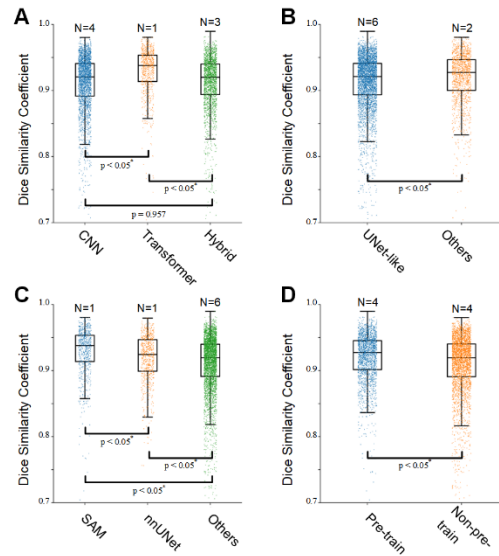 A
N=4
N=1
N=3
Dice Similarity Coefficient
1.0
0.9
0.8
0.7
p < 0.05*
p < 0.05*
p = 0.957
CNN
Transformer
Hybrid
B
N=6
N=2
Dice Similarity Coefficient
1.0
0.9
0.8
0.7
p < 0.05*
UNet-like
Others
C
N=1
N=1
N=6
Dice Similarity Coefficient
1.0
0.9
0.8
0.7
p < 0.05*
p < 0.05*
p < 0.05*
SAM
nnUNet
Others
D
N=4
N=4
Dice Similarity Coefficient
1.0
0.9
0.8
0.7
p < 0.05*
Pre-train
Non-pre-
train